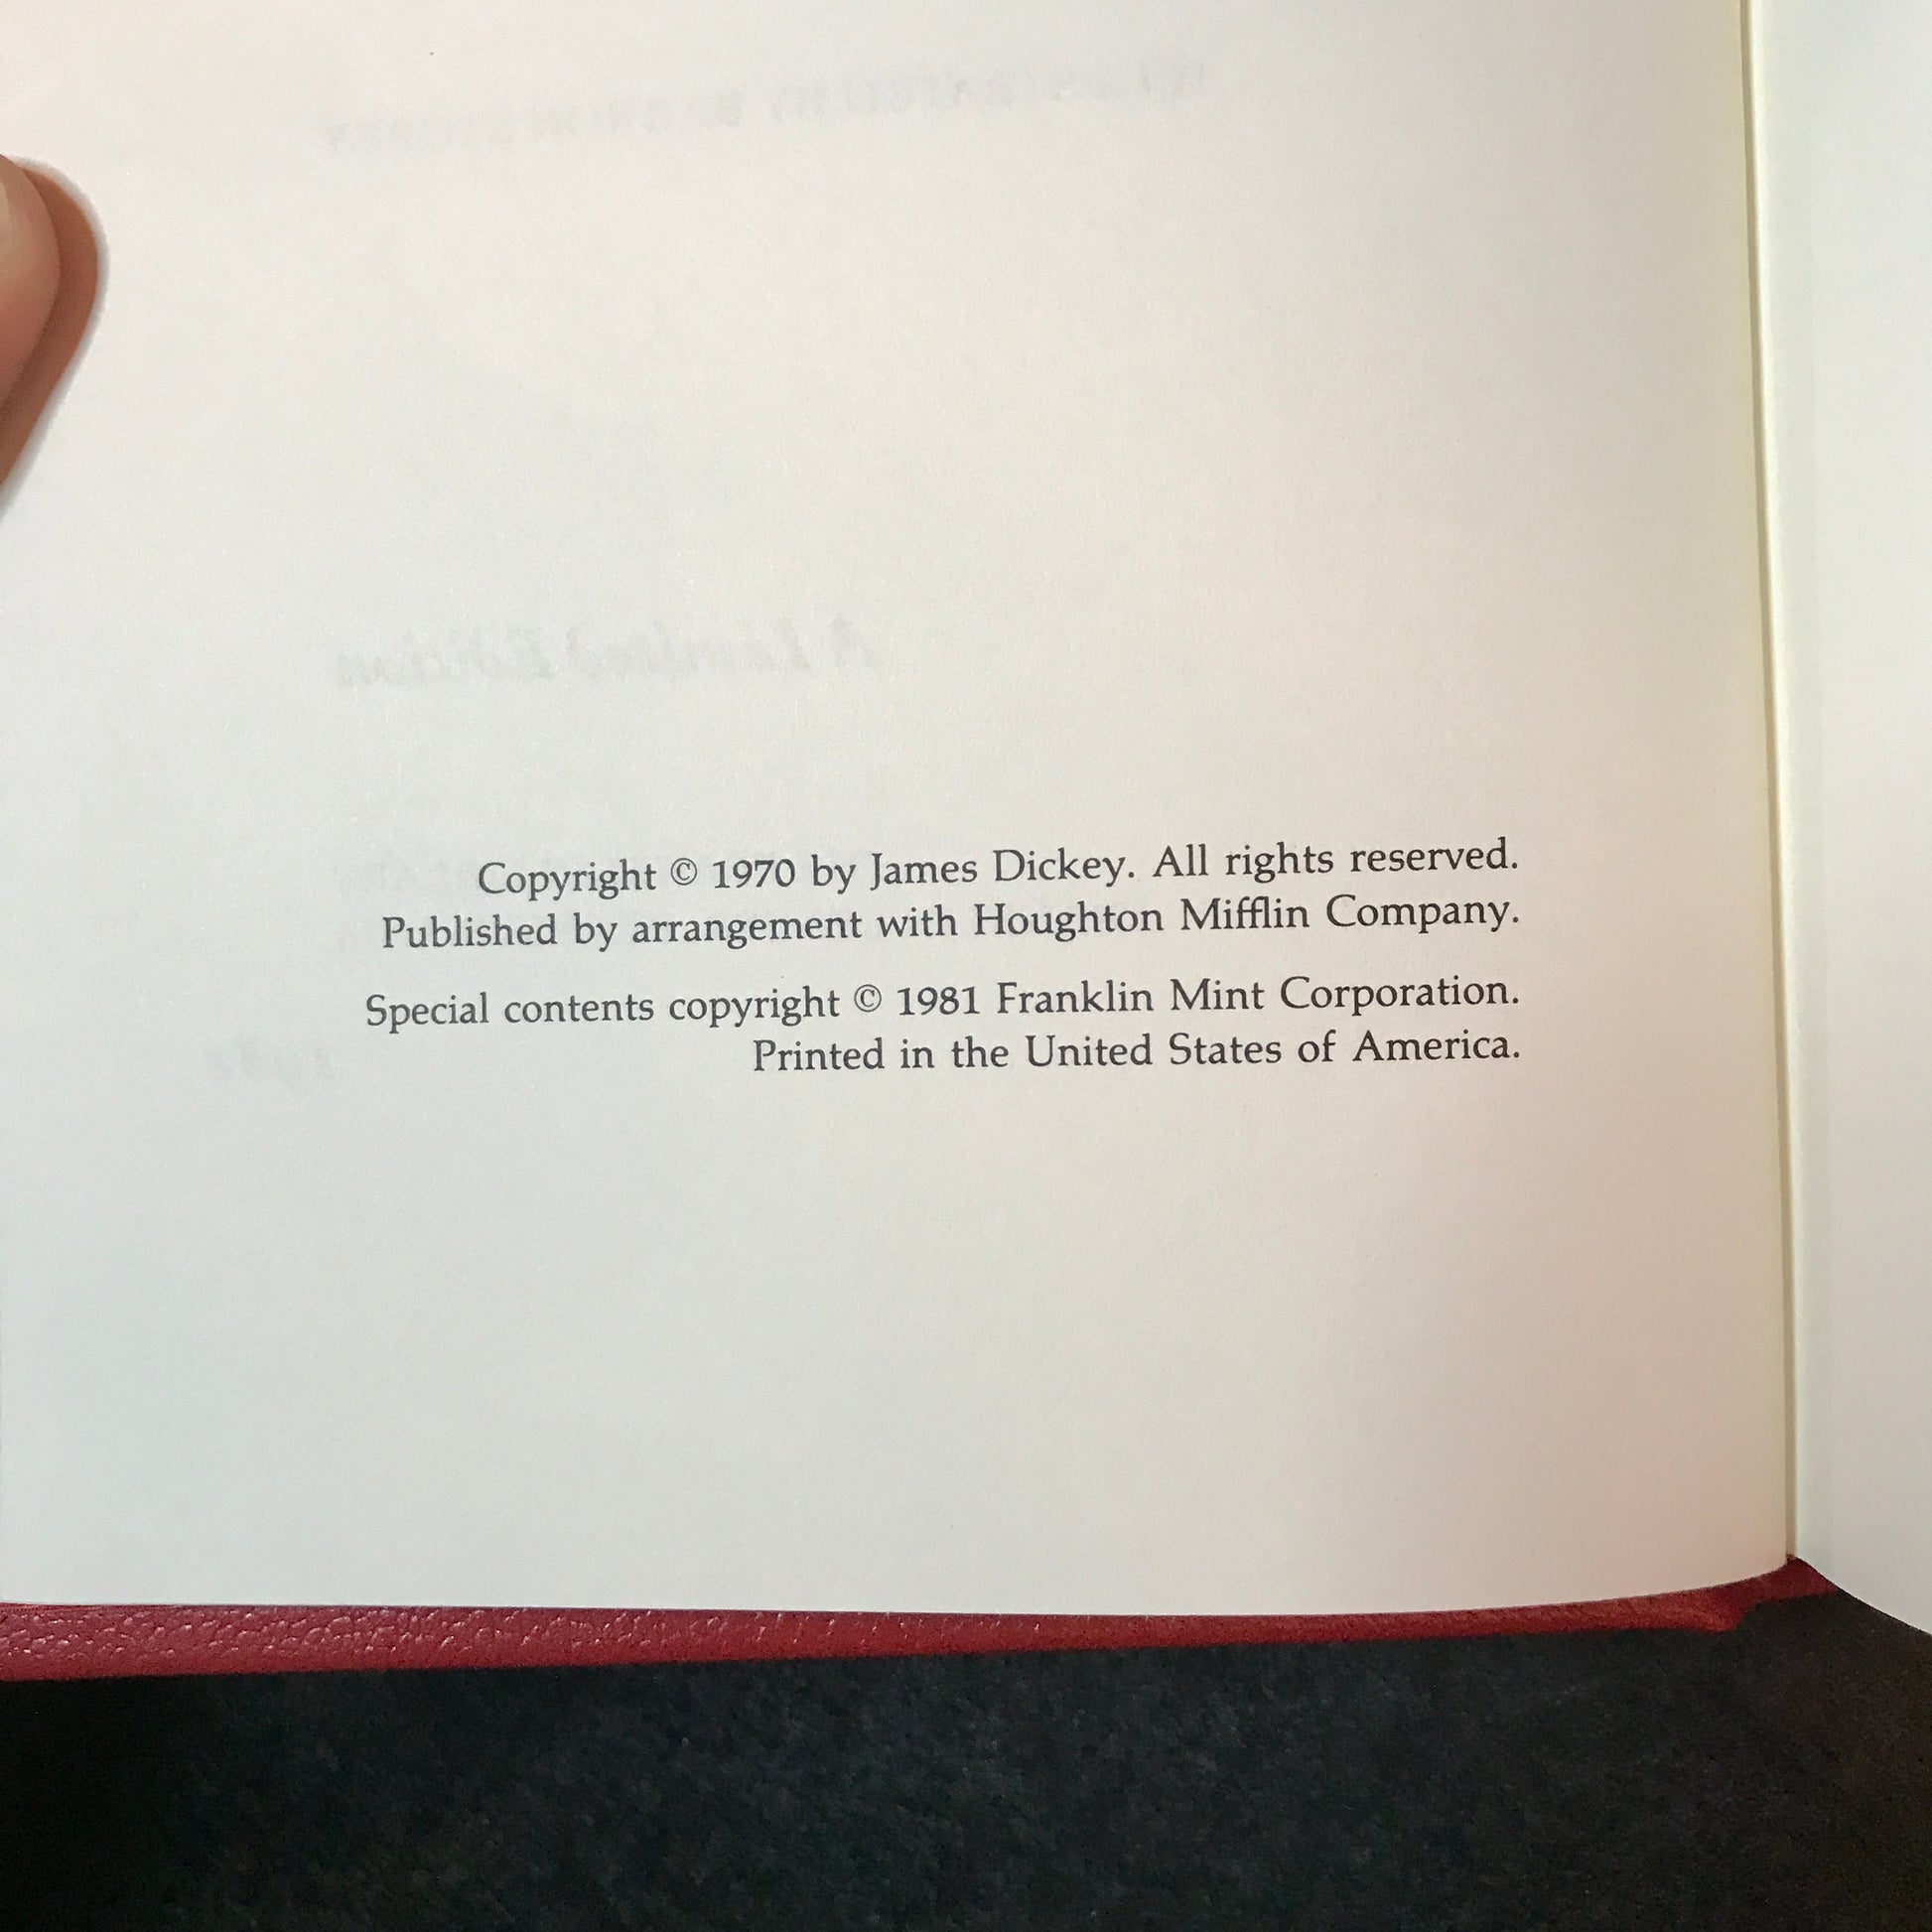 Copyright © 1970 by James Dickey. All rights reserved.
Published by arrangement with Houghton Mifflin Company.
Special contents copyright © 1981 Franklin Mint Corporation.
Printed in the United States of America.